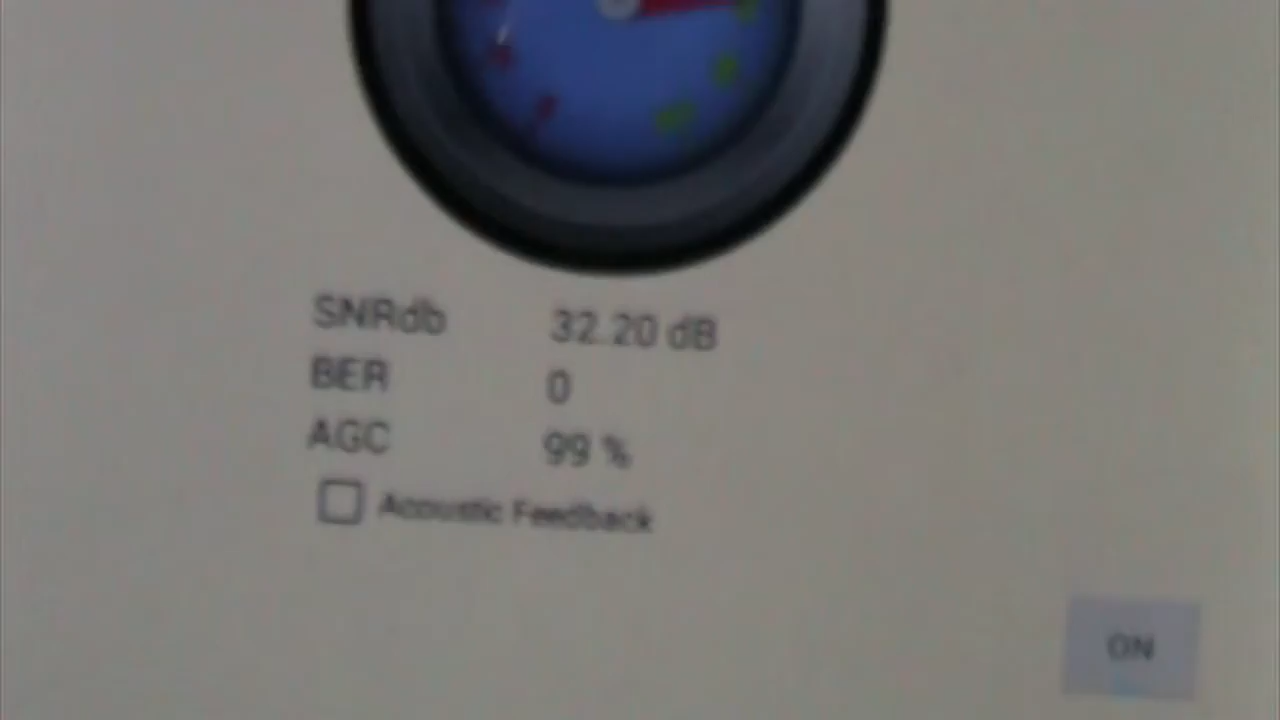 SNRdb 32.20 dB
BER 0
AGC 99 %
Acoustic Feedback
ON